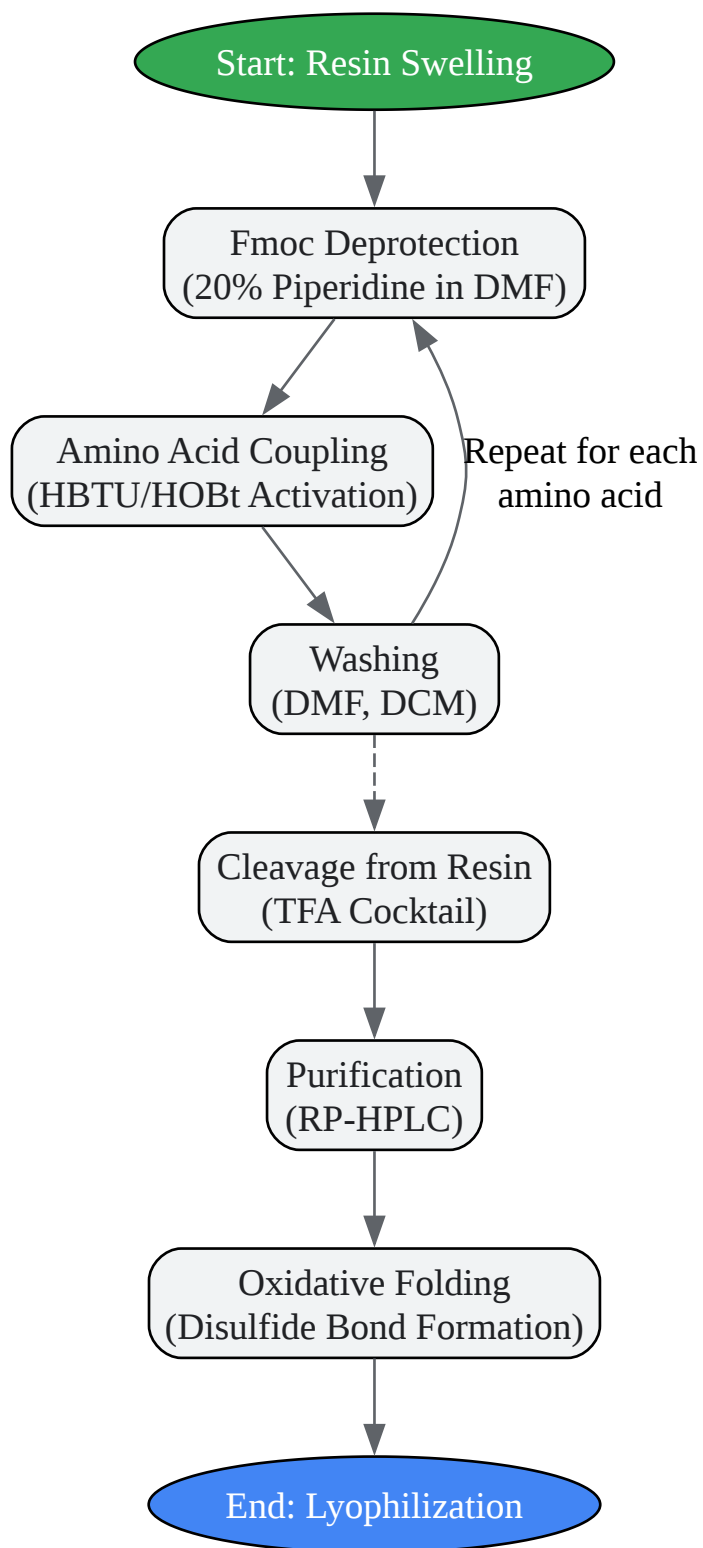 Start: Resin Swelling
Fmoc Deprotection
(20% Piperidine in DMF)
Amino Acid Coupling
(HBTU/HOBt Activation)
Repeat for each
amino acid
Washing
(DMF, DCM)
Cleavage from Resin
(TFA Cocktail)
Purification
(RP-HPLC)
Oxidative Folding
(Disulfide Bond Formation)
End: Lyophilization